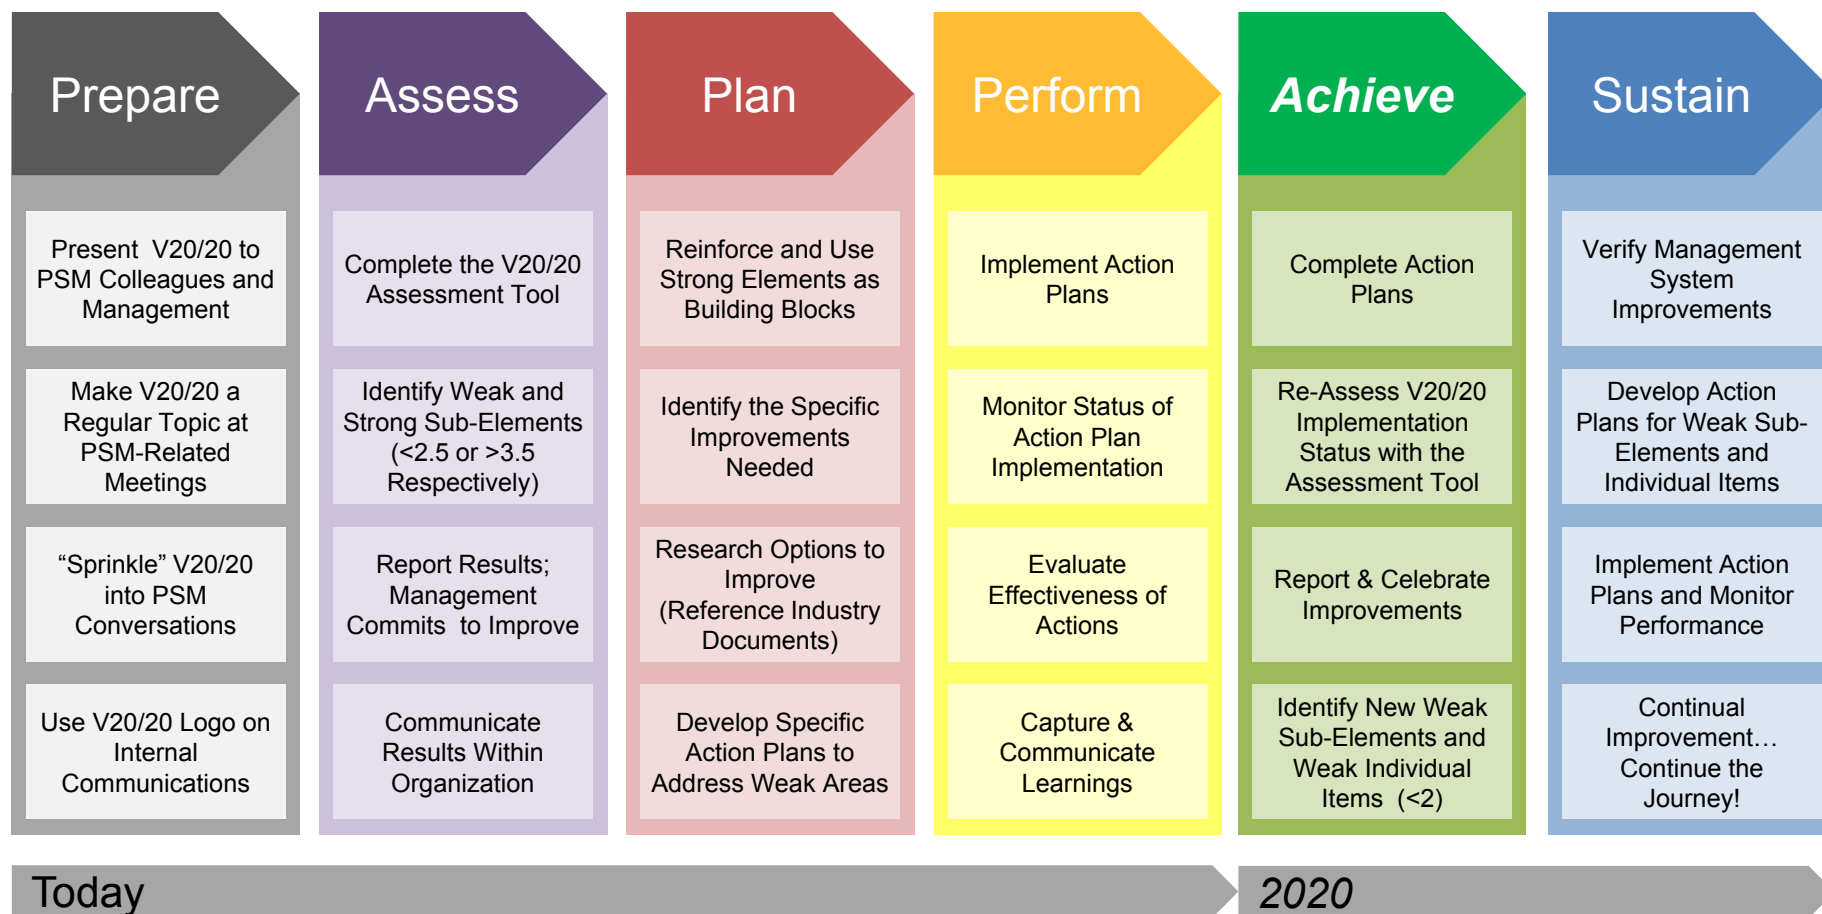 Prepare
Present V20/20 to
PSM Colleagues and
Management
Make V20/20 a
Regular Topic at
PSM-Related
Meetings
“Sprinkle” V20/20
into PSM
Conversations
Use V20/20 Logo on
Internal
Communications
Assess
Complete the V20/20
Assessment Tool
Identify Weak and
Strong Sub-Elements
(<2.5 or >3.5
Respectively)
Report Results;
Management
Commits to Improve
Communicate
Results Within
Organization
Plan
Reinforce and Use
Strong Elements as
Building Blocks
Identify the Specific
Improvements
Needed
Research Options to
Improve
(Reference Industry
Documents)
Develop Specific
Action Plans to
Address Weak Areas
Perform
Implement Action
Plans
Monitor Status of
Action Plan
Implementation
Evaluate
Effectiveness of
Actions
Capture &
Communicate
Learnings
Achieve
Complete Action
Plans
Re-Assess V20/20
Implementation
Status with the
Assessment Tool
Report & Celebrate
Improvements
Identify New Weak
Sub-Elements and
Weak Individual
Items (<2)
Sustain
Verify Management
System
Improvements
Develop Action
Plans for Weak Sub-
Elements and
Individual Items
Implement Action
Plans and Monitor
Performance
Continual
Improvement…
Continue the
Journey!
Today
2020